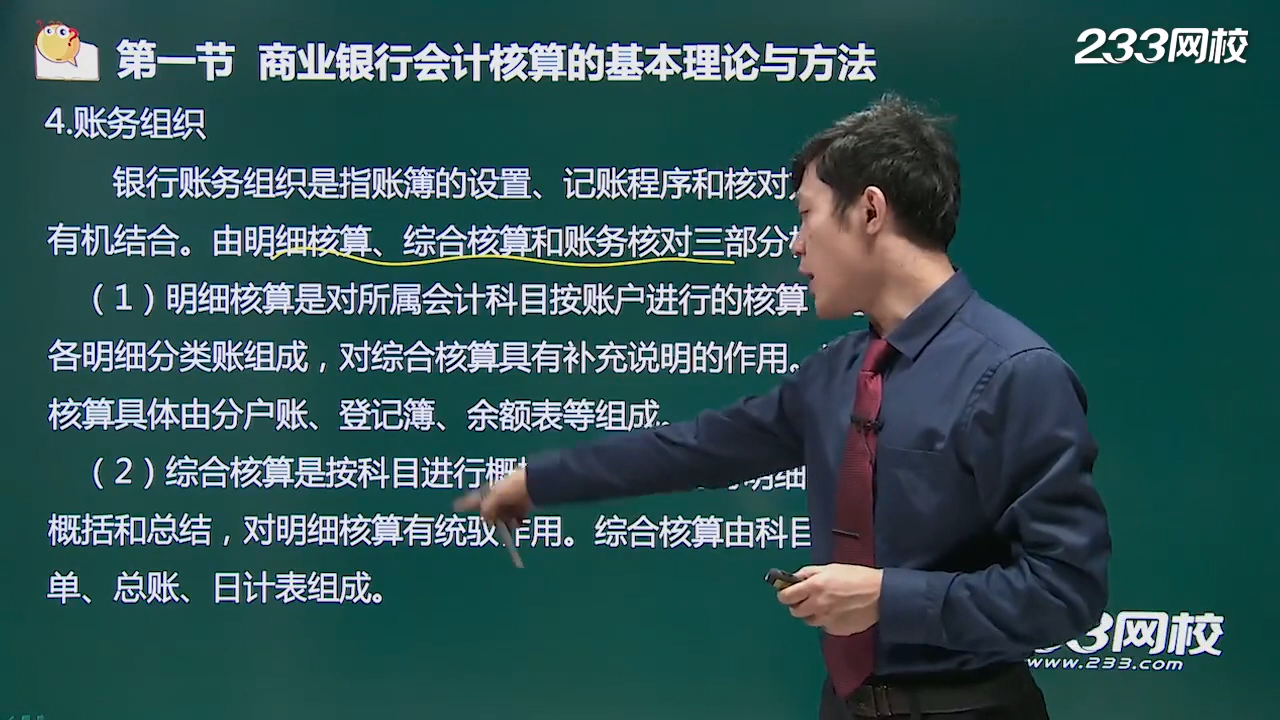 第一节 商业银行会计核算的基本理论与方法
233网校
4.账务组织
银行账务组织是指账簿的设置、记账程序和核对
有机结合。由明细核算、综合核算和账务核对三部分
（1）明细核算是对所属会计科目按账户进行的核算
各明细分类账组成，对综合核算具有补充说明的作用。
核算具体由分户账、登记簿、余额表等组成。
（2）综合核算是按科目进行概 明细
概括和总结，对明细核算有统驭作用。综合核算由科目
单、总账、日计表组成。
33网校
www.233.com